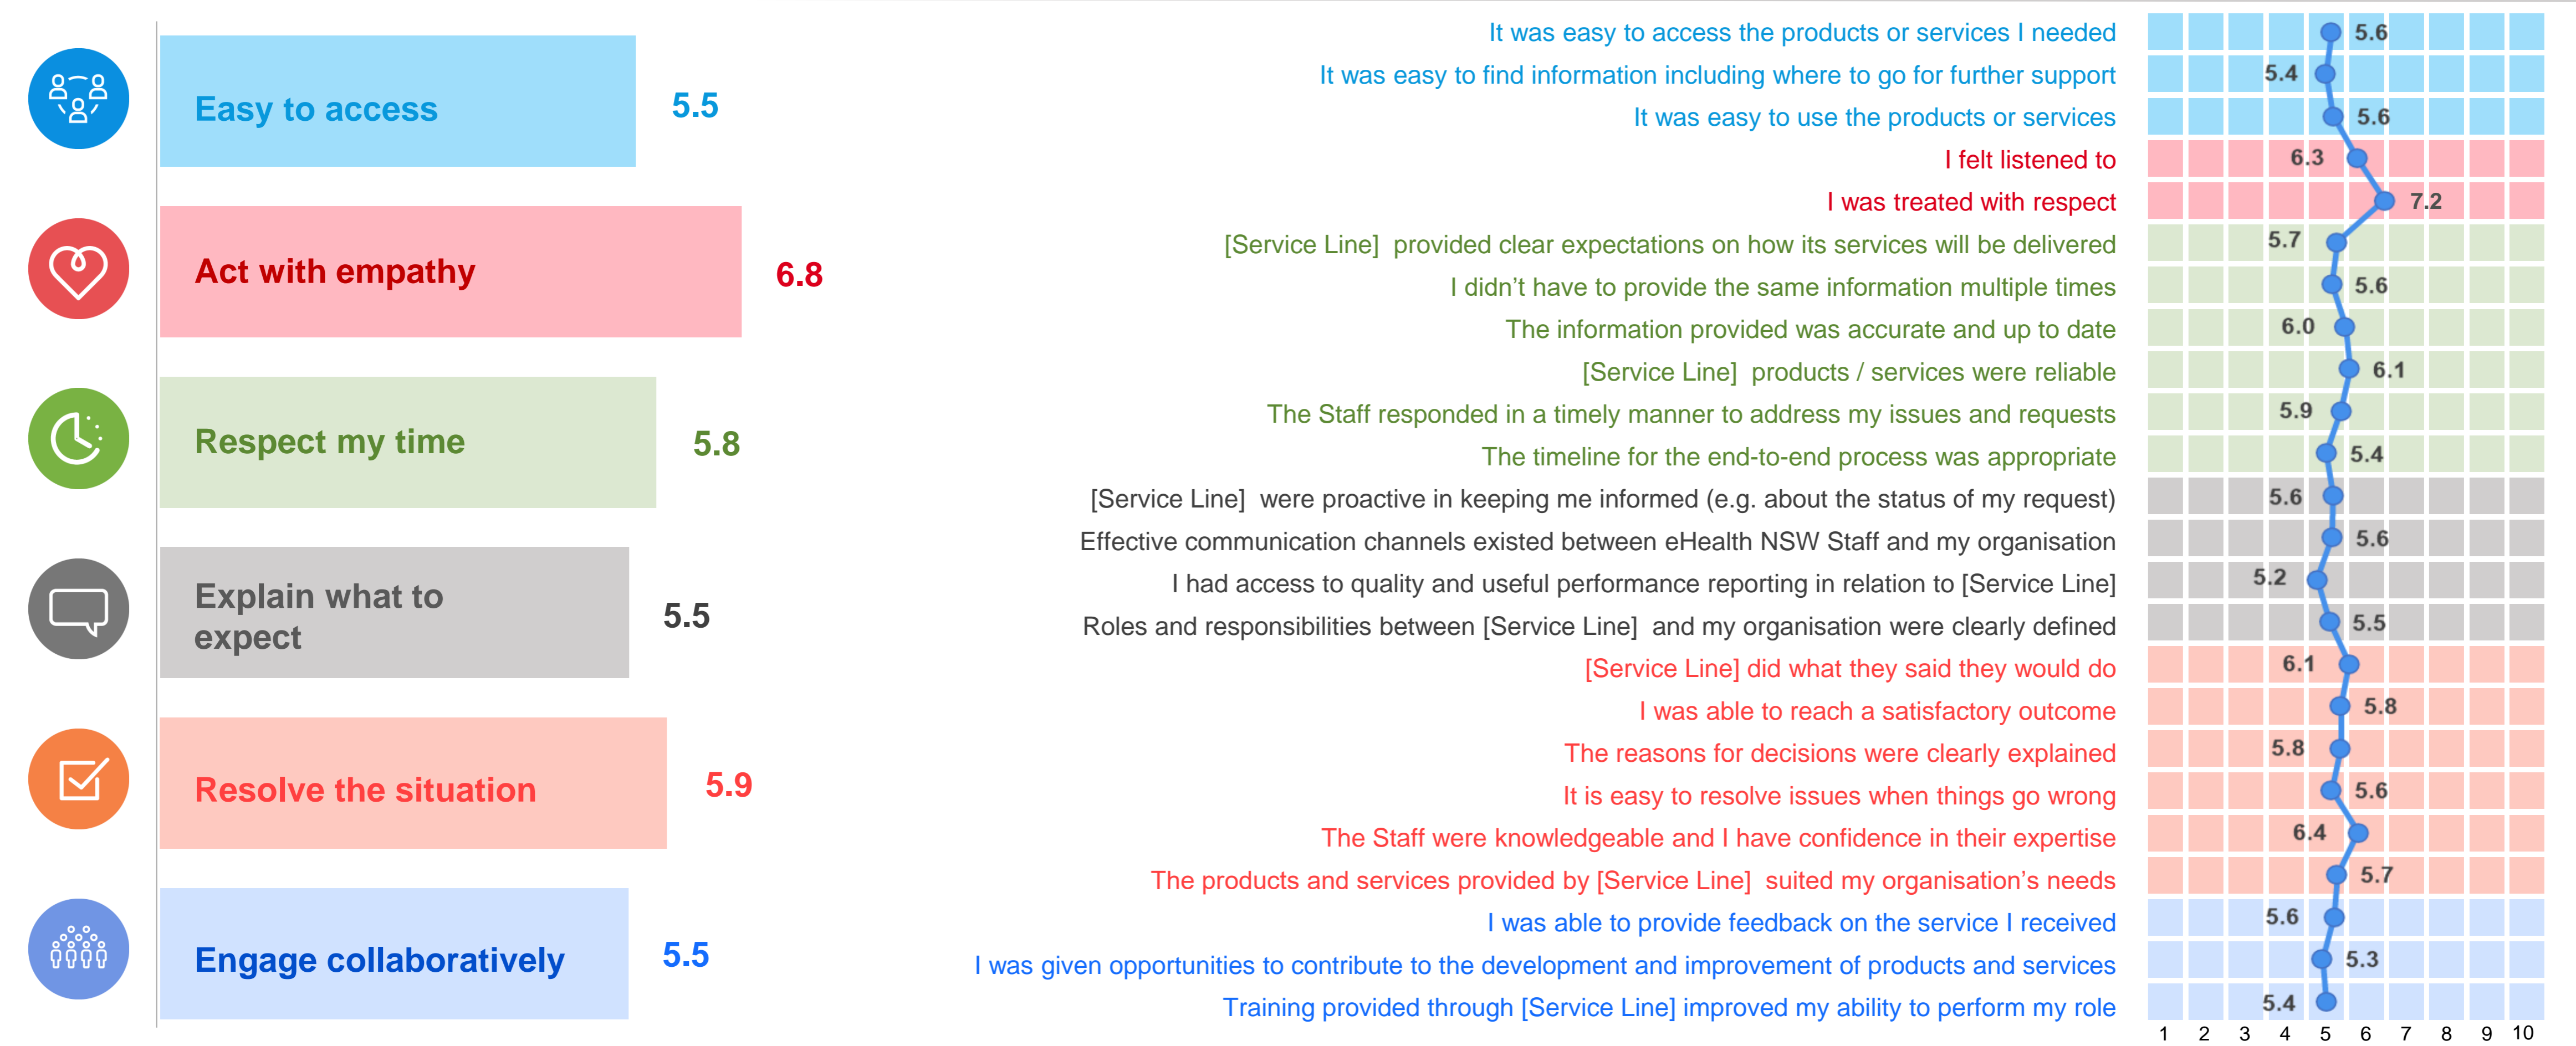 Easy to access
5.5
Act with empathy
6.8
Respect my time
5.8
Explain what to
expect
5.5
Resolve the situation
5.9
Engage collaboratively
5.5
It was easy to access the products or services I needed 5.6
It was easy to find information including where to go for further support 5.4
It was easy to use the products or services 5.6
I felt listened to 6.3
I was treated with respect 7.2
[Service Line] provided clear expectations on how its services will be delivered 5.7
I didn’t have to provide the same information multiple times 5.6
The information provided was accurate and up to date 6.0
[Service Line] products / services were reliable 6.1
The Staff responded in a timely manner to address my issues and requests 5.9
The timeline for the end-to-end process was appropriate 5.4
[Service Line] were proactive in keeping me informed (e.g. about the status of my request) 5.6
Effective communication channels existed between eHealth NSW Staff and my organisation 5.6
I had access to quality and useful performance reporting in relation to [Service Line] 5.2
Roles and responsibilities between [Service Line] and my organisation were clearly defined 5.5
[Service Line] did what they said they would do 6.1
I was able to reach a satisfactory outcome 5.8
The reasons for decisions were clearly explained 5.8
It is easy to resolve issues when things go wrong 5.6
The Staff were knowledgeable and I have confidence in their expertise 6.4
The products and services provided by [Service Line] suited my organisation’s needs 5.7
I was able to provide feedback on the service I received 5.6
I was given opportunities to contribute to the development and improvement of products and services 5.3
Training provided through [Service Line] improved my ability to perform my role 5.4
1 2 3 4 5 6 7 8 9 10